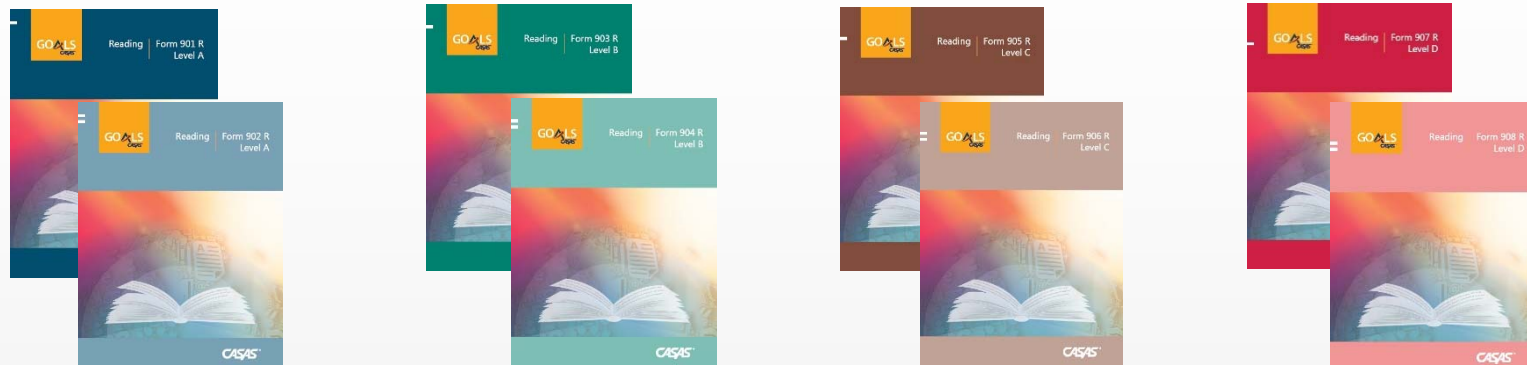 GOALS
CASAS
Reading | Form 901 R
Level A
GOALS
CASAS
Reading | Form 902 R
Level A
CASAS
GOALS
CASAS
Reading | Form 903 R
Level B
GOALS
CASAS
Reading | Form 904 R
Level B
CASAS
GOALS
CASAS
Reading | Form 905 R
Level C
GOALS
CASAS
Reading | Form 906 R
Level C
CASAS
GOALS
CASAS
Reading | Form 907 R
Level D
GOALS
CASAS
Reading | Form 908 R
Level D
CASAS